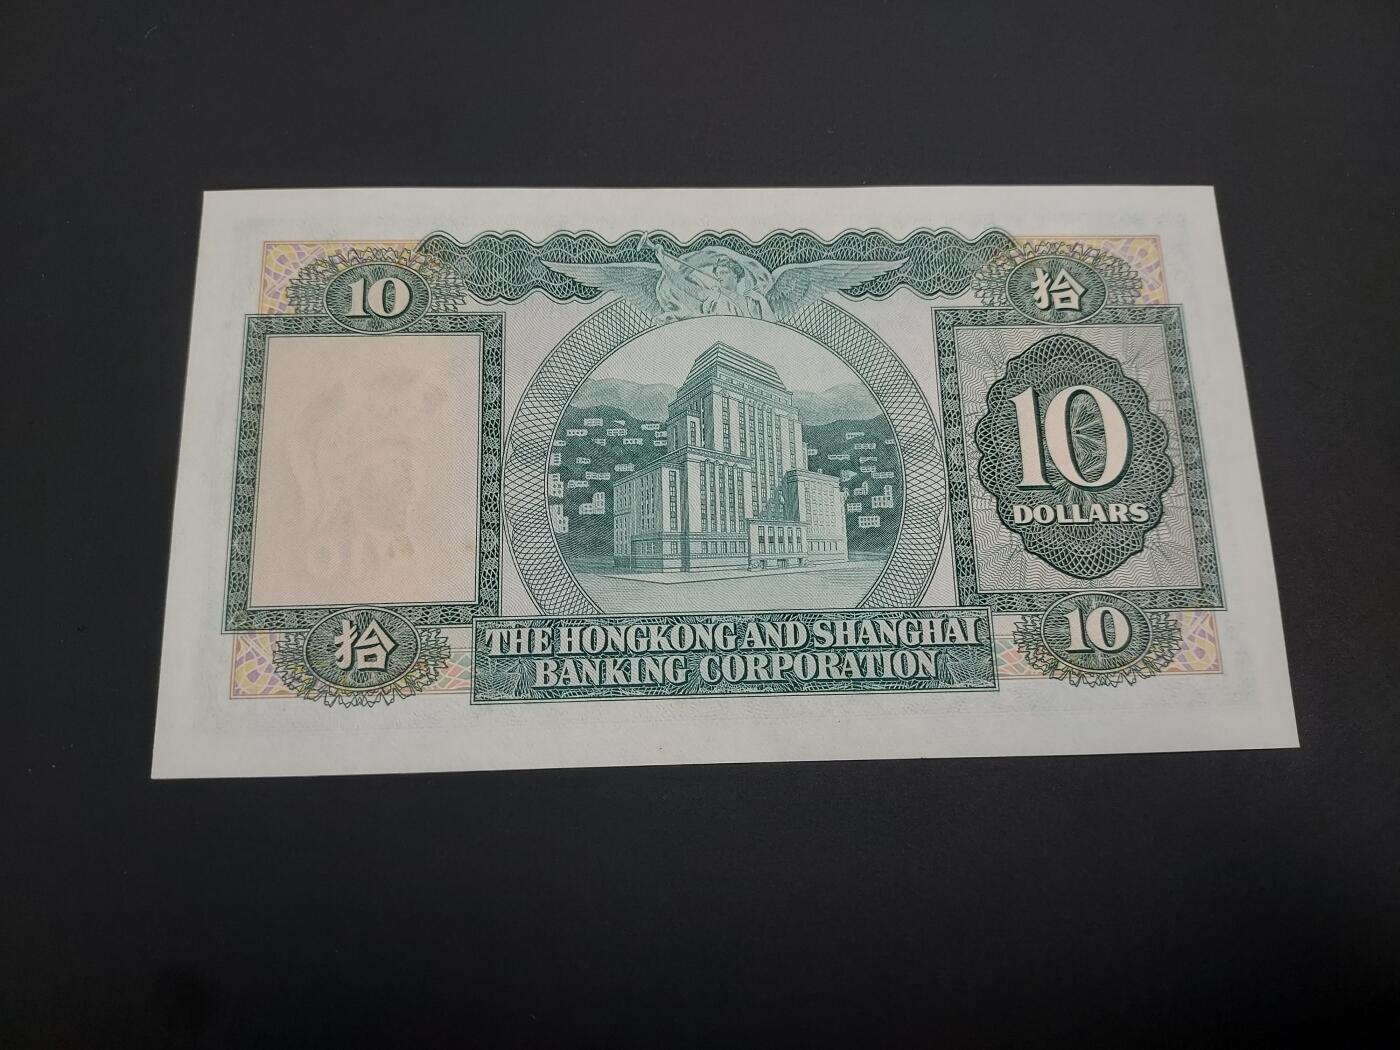 10
拾
10
DOLLARS
拾
10
THE HONGKONG AND SHANGHAI
BANKING CORPORATION